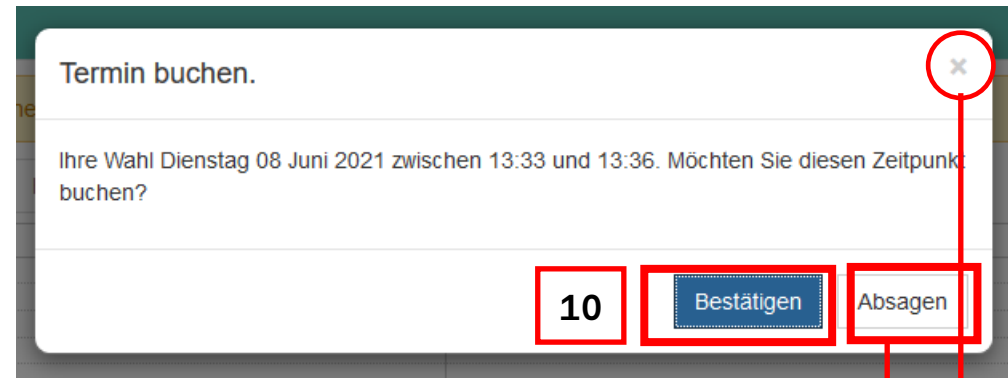 Termin buchen.
×
Ihre Wahl Dienstag 08 Juni 2021 zwischen 13:33 und 13:36. Möchten Sie diesen Zeitpunkt
buchen?
10
Bestätigen
Absagen